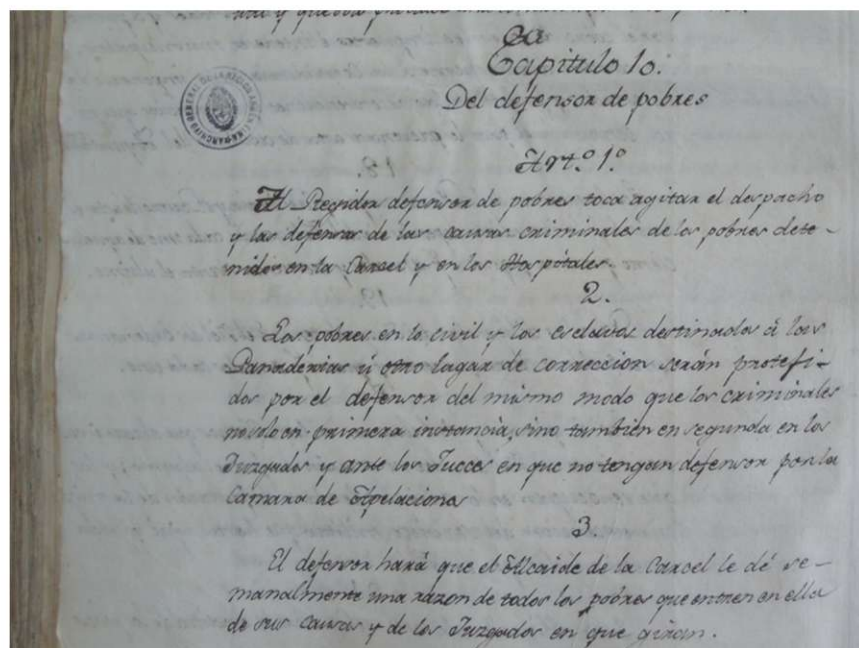 Capitulo 10.
Del defensor de pobres
Art.º 1º
Al Regidor defensor de pobres toca agitar el despacho
y las defensas de las causas criminales de los pobres dete-
nidos en la Carcel y en los Hospitales.
2.
Los pobres en lo civil y los esclavos destinados á las
Panaderias ú otro lugar de correccion serán protegi-
dos por el defensor del mismo modo que los criminales
no solo en primera instancia, sino tambien en segunda en los
Juzgados y ante los Jueces en que no tengan defensor por la
Camara de Apelaciones
3.
El defensor hará que el Alcaide de la Carcel le dé se-
manalmente una razon de todos los pobres que entren en ella
de sus causas y de los Juzgados en que giran.